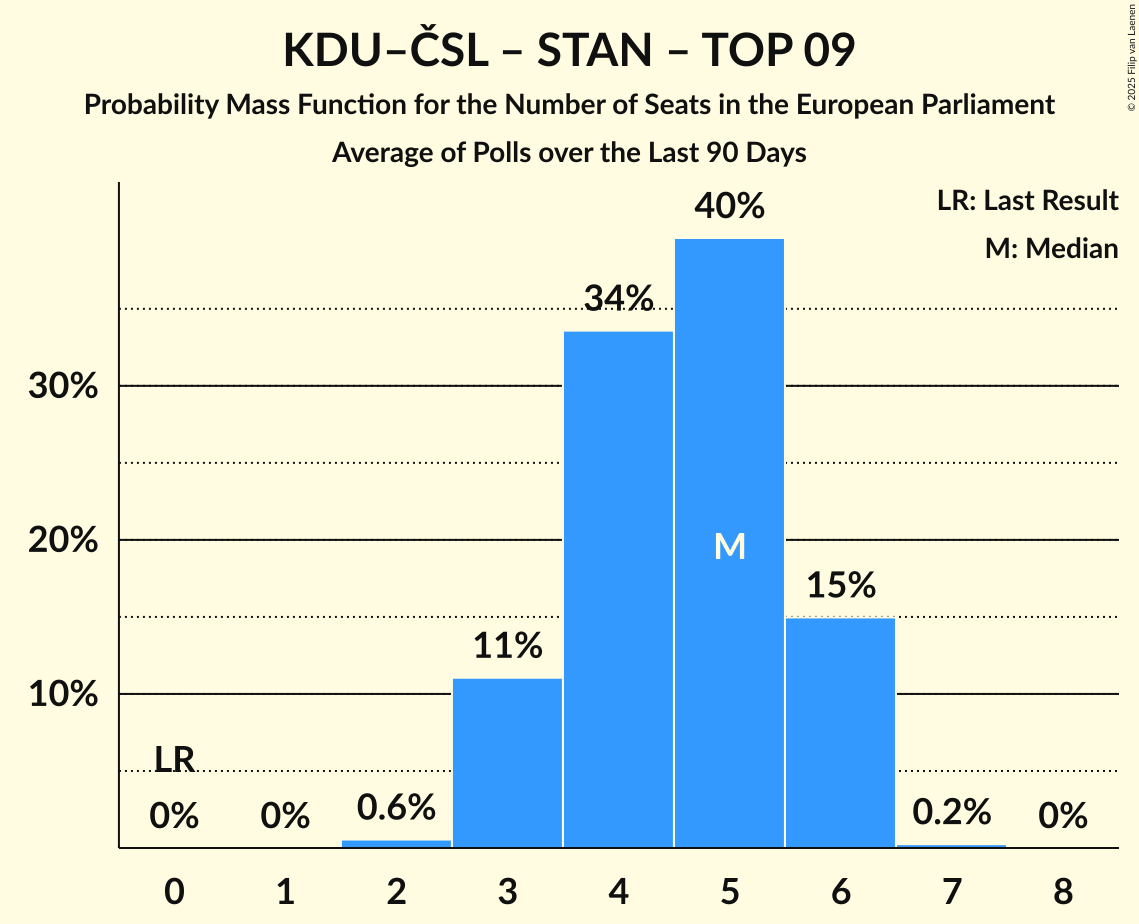 KDU–ČSL – STAN – TOP 09
Probability Mass Function for the Number of Seats in the European Parliament
Average of Polls over the Last 90 Days
© 2025 Filip van Laenen
LR: Last Result
M: Median
40%
34%
30%
20%
M
15%
11%
10%
LR
0%
0%
0.6%
0.2%
0%
0 1 2 3 4 5 6 7 8